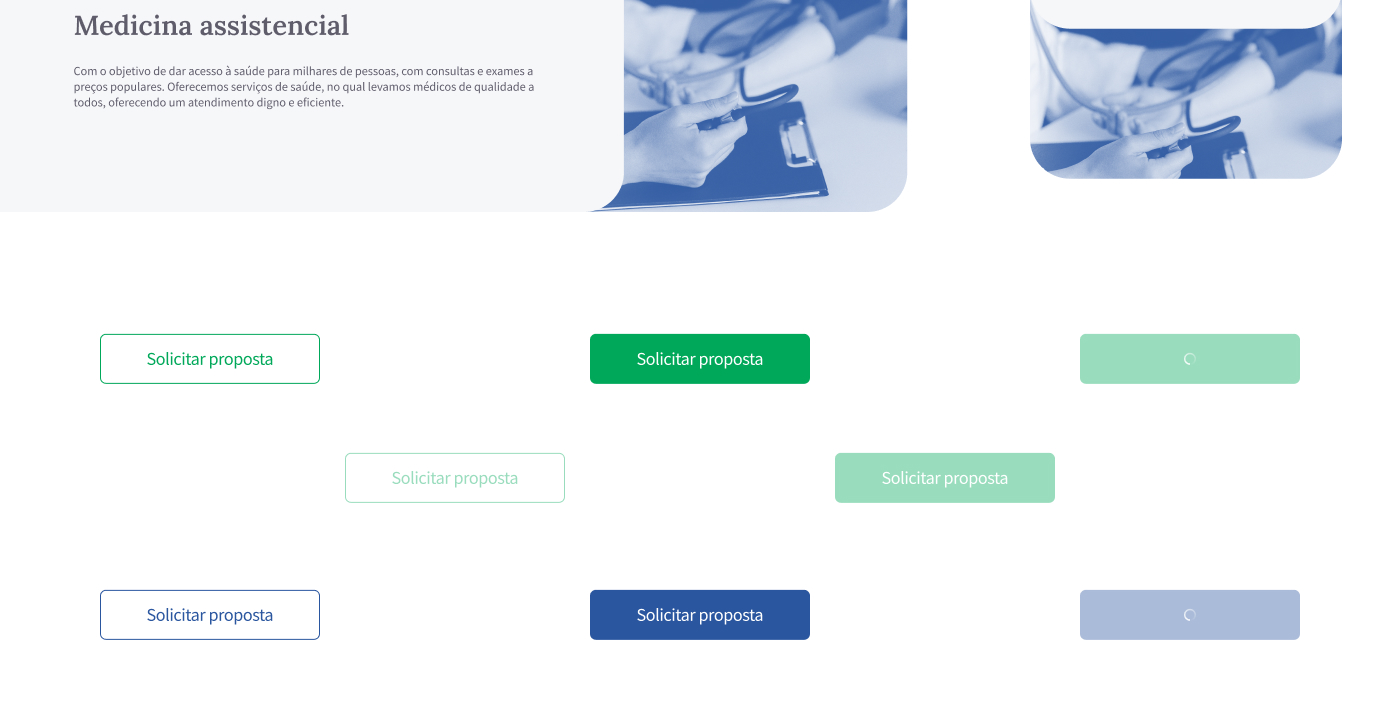 Medicina assistencial
Com o objetivo de dar acesso à saúde para milhares de pessoas, com consultas e exames a
preços populares. Oferecemos serviços de saúde, no qual levamos médicos de qualidade a
todos, oferecendo um atendimento digno e eficiente.
Solicitar proposta
Solicitar proposta
Solicitar proposta
Solicitar proposta
Solicitar proposta
Solicitar proposta